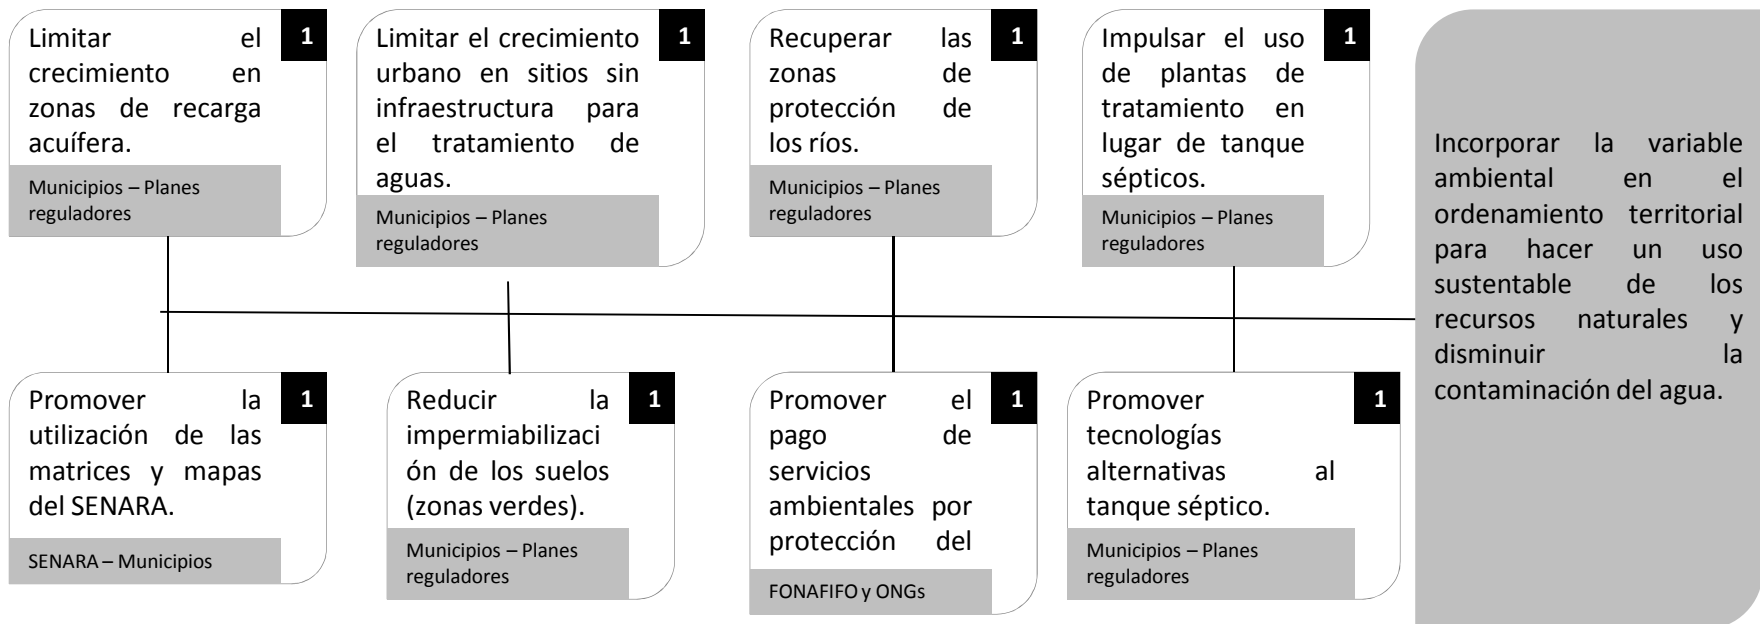 Limitar el
crecimiento en
zonas de recarga
acuífera.
1
Municipios – Planes
reguladores
Limitar el crecimiento
urbano en sitios sin
infraestructura para
el tratamiento de
aguas.
1
Municipios – Planes
reguladores
Recuperar las
zonas de
protección de
los ríos.
1
Municipios – Planes
reguladores
Impulsar el uso
de plantas de
tratamiento en
lugar de tanque
sépticos.
1
Municipios – Planes
reguladores
Promover la
utilización de las
matrices y mapas
del SENARA.
1
SENARA – Municipios
Reducir la
impermiabilizaci
ón de los suelos
(zonas verdes).
1
Municipios – Planes
reguladores
Promover el
pago de
servicios
ambientales por
protección del
1
FONAFIFO y ONGs
Promover
tecnologías
alternativas al
tanque séptico.
1
Municipios – Planes
reguladores
Incorporar la variable
ambiental en el
ordenamiento territorial
para hacer un uso
sustentable de los
recursos naturales y
disminuir la
contaminación del agua.